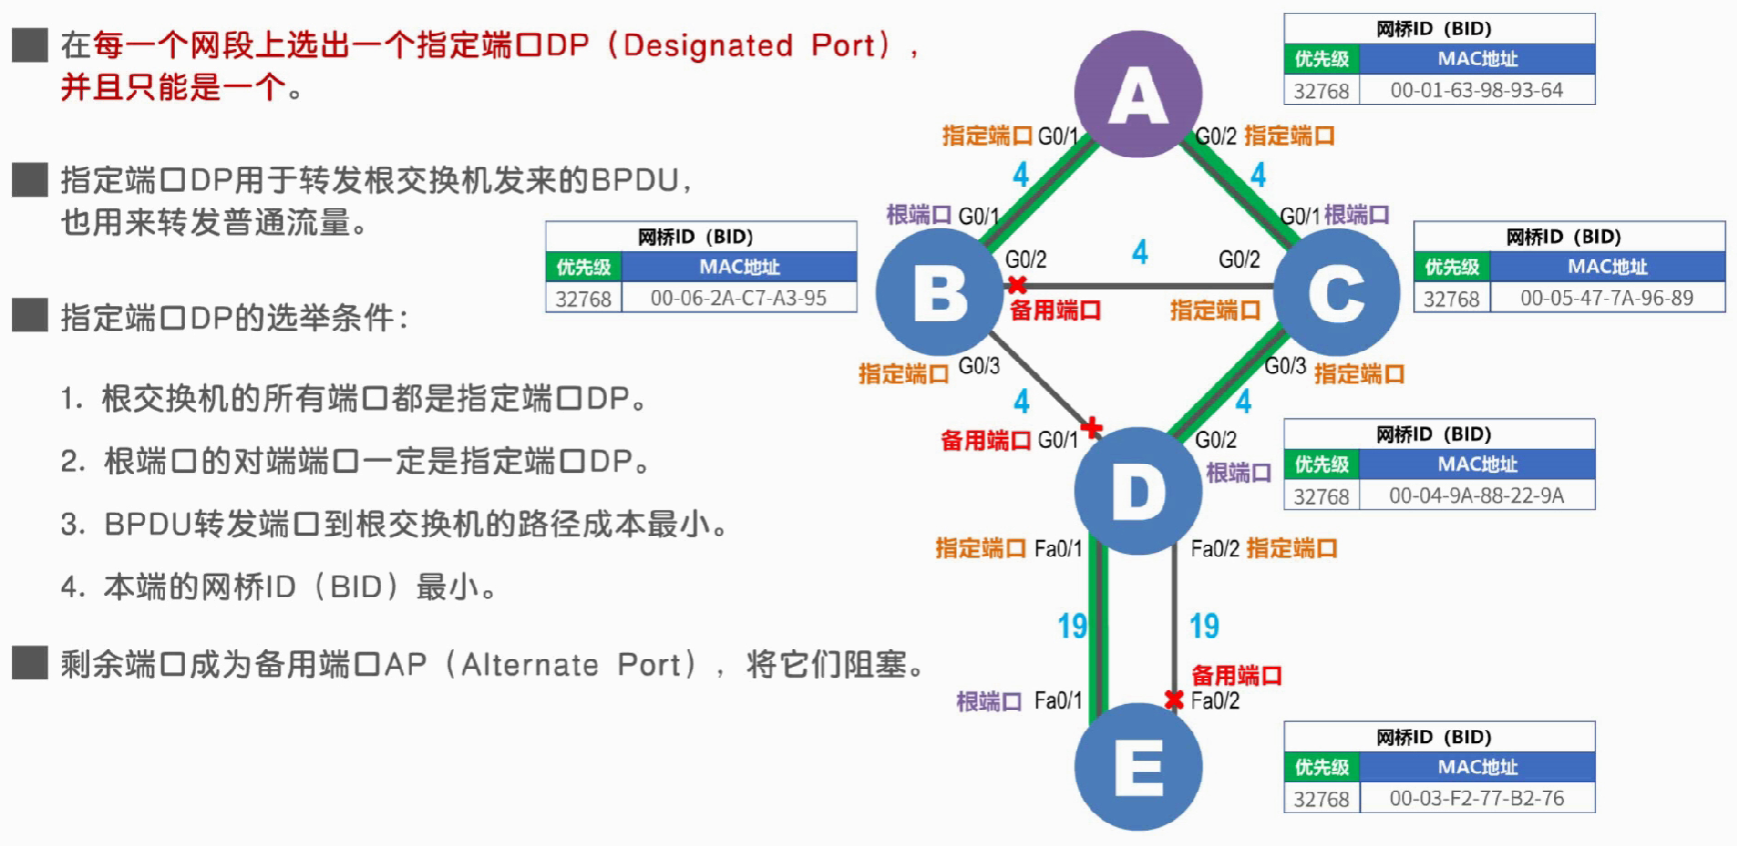 在每一个网段上选出一个指定端口DP（Designated Port），
并且只能是一个。
指定端口DP用于转发根交换机发来的BPDU，
也用来转发普通流量。
指定端口DP的选举条件：
1. 根交换机的所有端口都是指定端口DP。
2. 根端口的对端端口一定是指定端口DP。
3. BPDU转发端口到根交换机的路径成本最小。
4. 本端的网桥ID（BID）最小。
剩余端口成为备用端口AP（Alternate Port），将它们阻塞。
网桥ID（BID）
优先级 MAC地址
32768 00-01-63-98-93-64
A
指定端口 G0/1
G0/2 指定端口
4
4
根端口 G0/1
G0/1 根端口
网桥ID（BID）
优先级 MAC地址
32768 00-06-2A-C7-A3-95
B
G0/2
4
G0/2
备用端口
指定端口
C
网桥ID（BID）
优先级 MAC地址
32768 00-05-47-7A-96-89
指定端口 G0/3
G0/3 指定端口
4
4
备用端口 G0/1
G0/2
根端口
D
网桥ID（BID）
优先级 MAC地址
32768 00-04-9A-88-22-9A
指定端口 Fa0/1
Fa0/2 指定端口
19
19
备用端口
根端口 Fa0/1
Fa0/2
E
网桥ID（BID）
优先级 MAC地址
32768 00-03-F2-77-B2-76